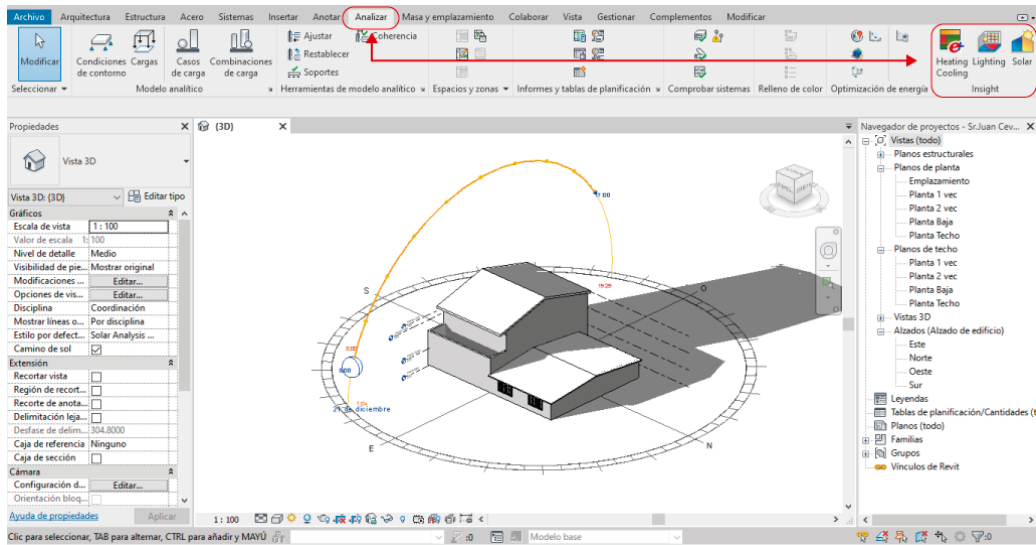 Archivo Arquitectura Estructura Acero Sistemas Insertar Anotar Analizar Masa y emplazamiento Colaborar Vista Gestionar Complementos Modificar
Modificar
Condiciones de contorno
Cargas
Casos de carga
Combinaciones de carga
Ajustar
Coherencia
Restablecer
Soportes
Heating Cooling
Lighting
Solar
Seleccionar Modelo analítico Herramientas de modelo analítico Espacios y zonas Informes y tablas de planificación Comprobar sistemas Relleno de color Optimización de energía Insight
Propiedades
Vista 3D
Vista 3D: {3D} Editar tipo
Gráficos
Escala de vista 1 : 100
Valor de escala 1: 100
Nivel de detalle Medio
Visibilidad de pie... Mostrar original
Modificaciones ... Editar...
Opciones de vis... Editar...
Disciplina Coordinación
Mostrar líneas o... Por disciplina
Estilo por defect... Solar Analysis ...
Camino de sol
Extensión
Recortar vista
Región de recort...
Recorte de anota...
Delimitación leja...
Desfase de delim... 304.8000
Caja de referencia Ninguno
Caja de sección
Cámara
Configuración d... Editar...
Orientación bloq...
Ayuda de propiedades Aplicar
{3D}
S
O
E
N
21 de diciembre
1 : 100
Navegador de proyectos - Sr.Juan Cev...
Vistas (todo)
Planos estructurales
Planos de planta
Emplazamiento
Planta 1 vec
Planta 2 vec
Planta Baja
Planta Techo
Planos de techo
Planta 1 vec
Planta 2 vec
Planta Baja
Planta Techo
Vistas 3D
Alzados (Alzado de edificio)
Este
Norte
Oeste
Sur
Leyendas
Tablas de planificación/Cantidades (t
Planos (todo)
Familias
Grupos
Vínculos de Revit
Clic para seleccionar, TAB para alternar, CTRL para añadir y MAYÚ
:0
Modelo base
:0